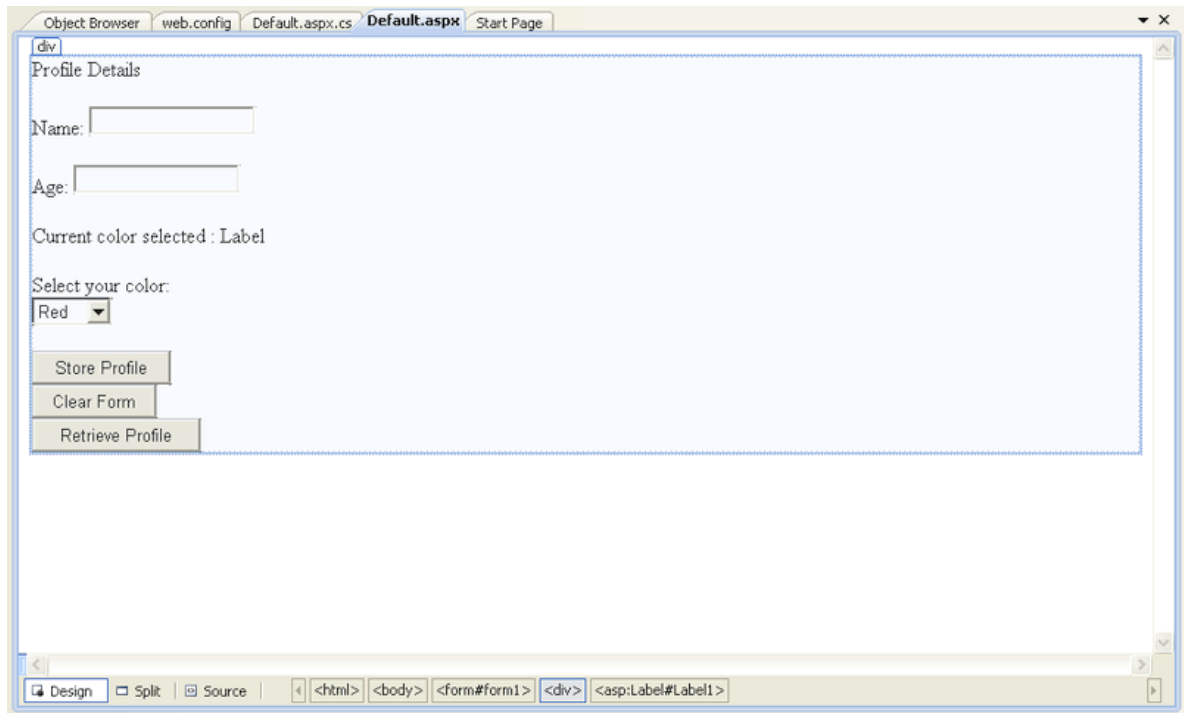 Object Browser web.config Default.aspx.cs Default.aspx Start Page
div
Profile Details
Name:
Age:
Current color selected : Label
Select your color:
Red
Store Profile
Clear Form
Retrieve Profile
Design Split Source <html> <body> <form#form1> <div> <asp:Label#Label1>